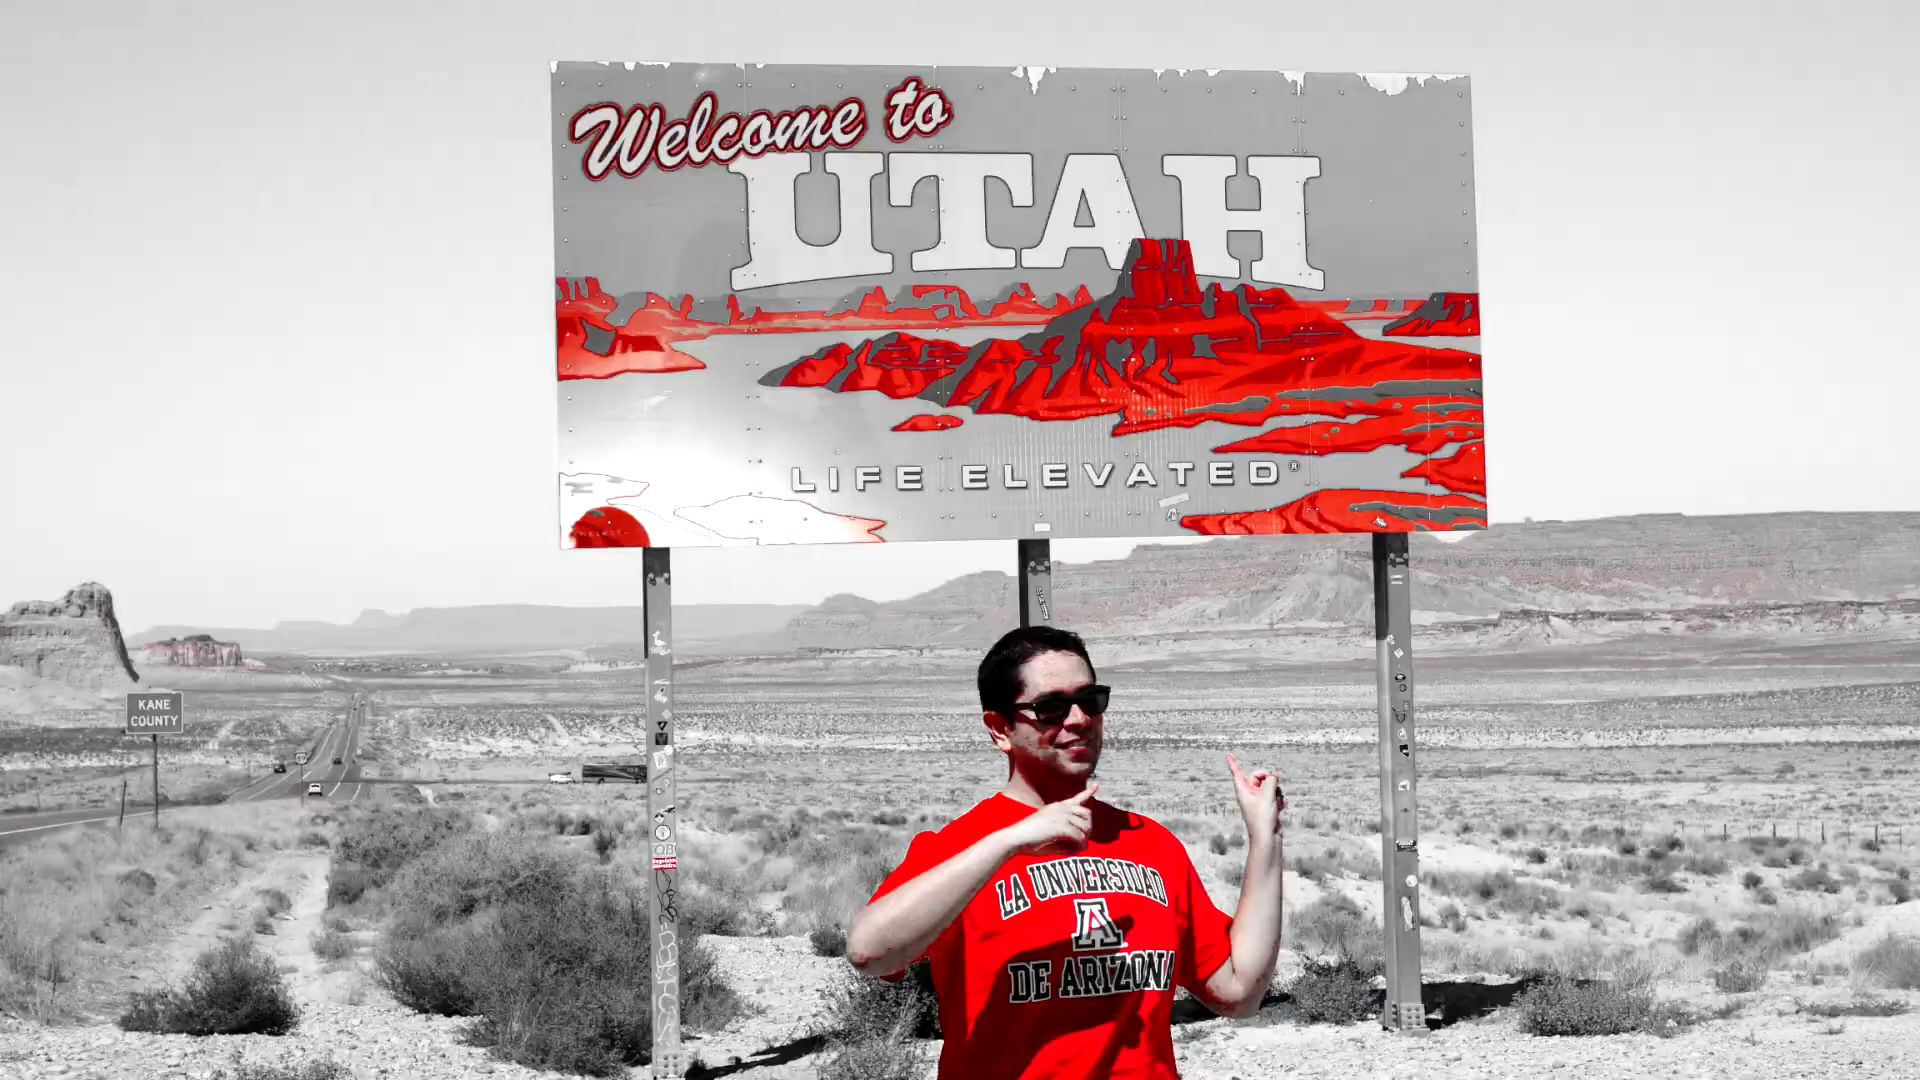 Welcome to
UTAH
LIFE ELEVATED®
KANE
COUNTY
LA UNIVERSIDAD
A
DE ARIZONA